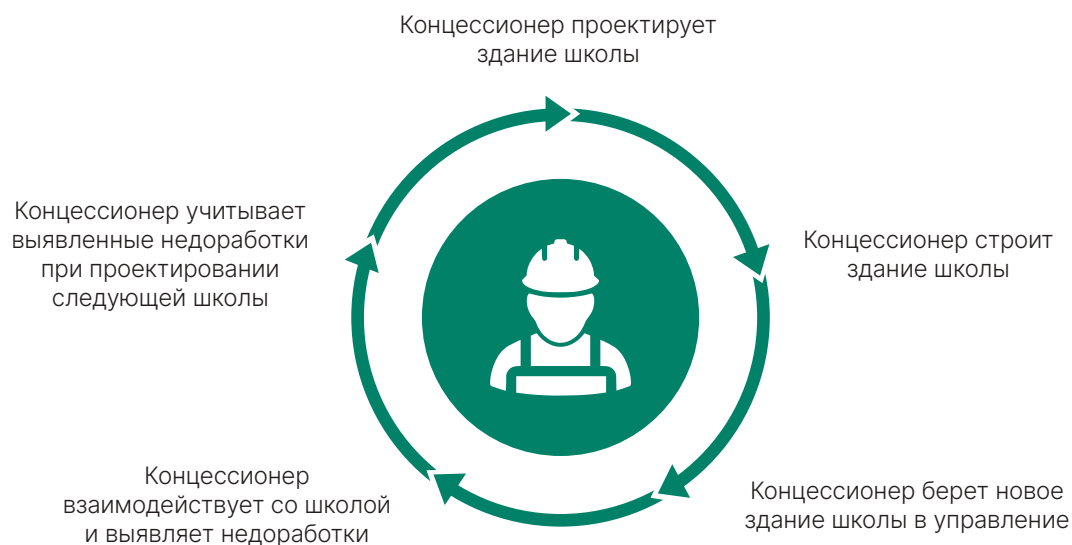 Концессионер проектирует
здание школы
Концессионер строит
здание школы
Концессионер берет новое
здание школы в управление
Концессионер
взаимодействует со школой
и выявляет недоработки
Концессионер учитывает
выявленные недоработки
при проектировании
следующей школы